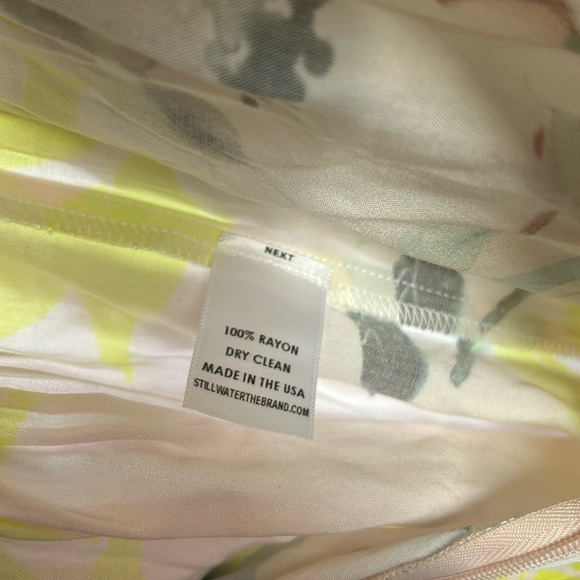 NEXT
100% RAYON
DRY CLEAN
MADE IN THE USA
STILLWATERTHEBRAND.COM